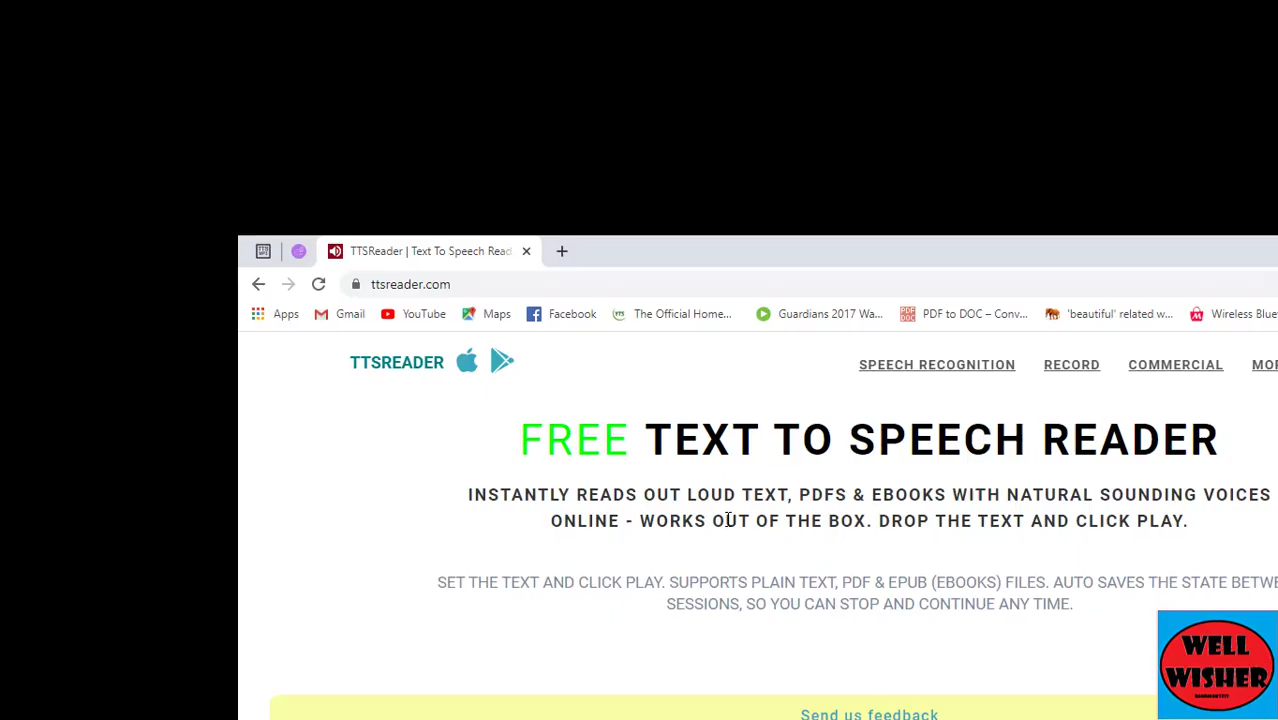 TTSReader | Text To Speech Read
ttsreader.com
Apps Gmail YouTube Maps Facebook The Official Home... Guardians 2017 Wa... PDF to DOC – Conv... 'beautiful' related w... Wireless Blue
TTSREADER SPEECH RECOGNITION RECORD COMMERCIAL MOR
FREE TEXT TO SPEECH READER
INSTANTLY READS OUT LOUD TEXT, PDFS & EBOOKS WITH NATURAL SOUNDING VOICES
ONLINE - WORKS OUT OF THE BOX. DROP THE TEXT AND CLICK PLAY.
SET THE TEXT AND CLICK PLAY. SUPPORTS PLAIN TEXT, PDF & EPUB (EBOOKS) FILES. AUTO SAVES THE STATE BETWE
SESSIONS, SO YOU CAN STOP AND CONTINUE ANY TIME.
WELL
WISHER
Send us feedback